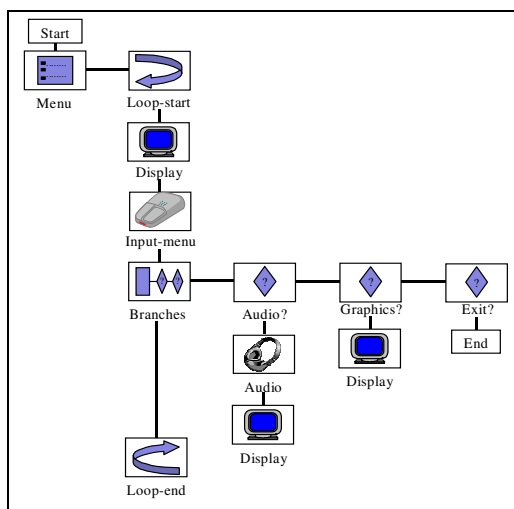 Start
Menu
Loop-start
Display
Input-menu
Branches
Audio?
Graphics?
Exit?
End
Audio
Display
Display
Loop-end
? ?
?
?
?